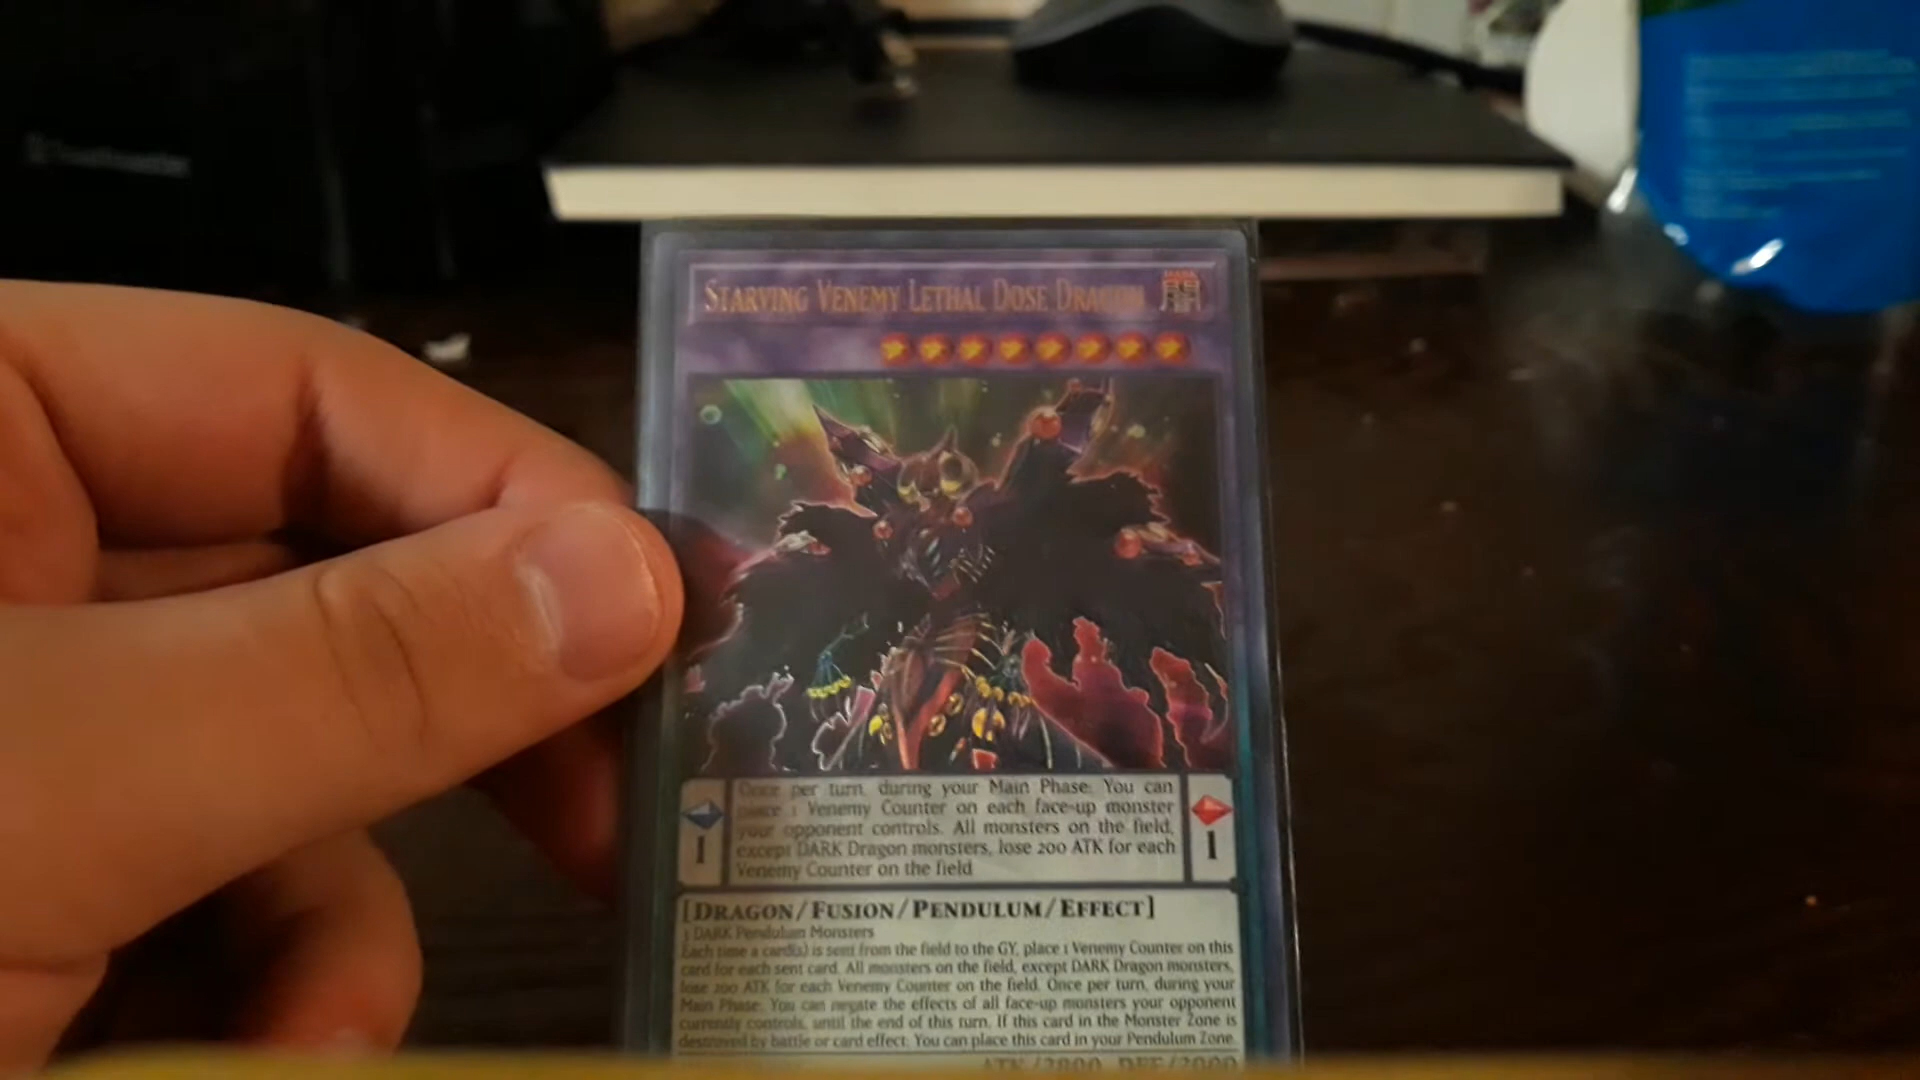 STARVING VENEMY LETHAL DOSE DRAGON
DARK
Once per turn, during your Main Phase: You can
place 1 Venemy Counter on each face-up monster
your opponent controls. All monsters on the field,
except DARK Dragon monsters, lose 200 ATK for each
Venemy Counter on the field
1
1
[DRAGON/FUSION/PENDULUM/EFFECT]
3 DARK Pendulum Monsters
Each time a card(s) is sent from the field to the GY, place 1 Venemy Counter on this
card for each sent card. All monsters on the field, except DARK Dragon monsters,
lose 200 ATK for each Venemy Counter on the field. Once per turn, during your
Main Phase: You can negate the effects of all face-up monsters your opponent
currently controls, until the end of this turn. If this card in the Monster Zone is
destroyed by battle or card effect: You can place this card in your Pendulum Zone.